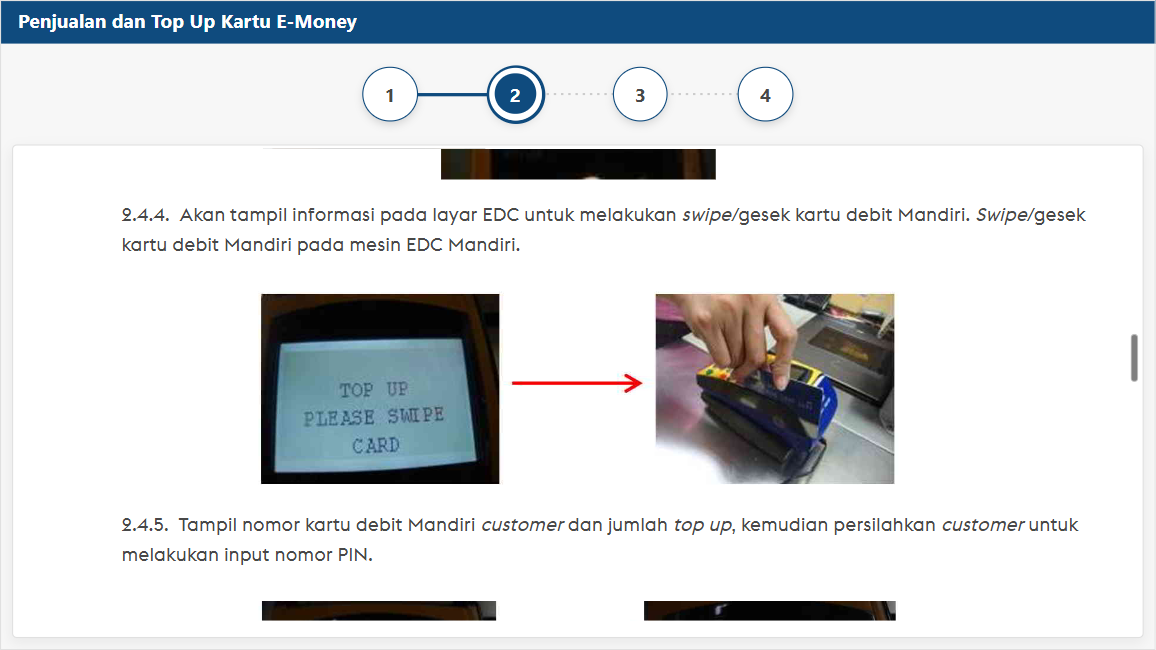 Penjualan dan Top Up Kartu E-Money
1
2
3
4
2.4.4. Akan tampil informasi pada layar EDC untuk melakukan swipe/gesek kartu debit Mandiri. Swipe/gesek
kartu debit Mandiri pada mesin EDC Mandiri.
TOP UP
PLEASE SWIPE
CARD
2.4.5. Tampil nomor kartu debit Mandiri customer dan jumlah top up, kemudian persilahkan customer untuk
melakukan input nomor PIN.